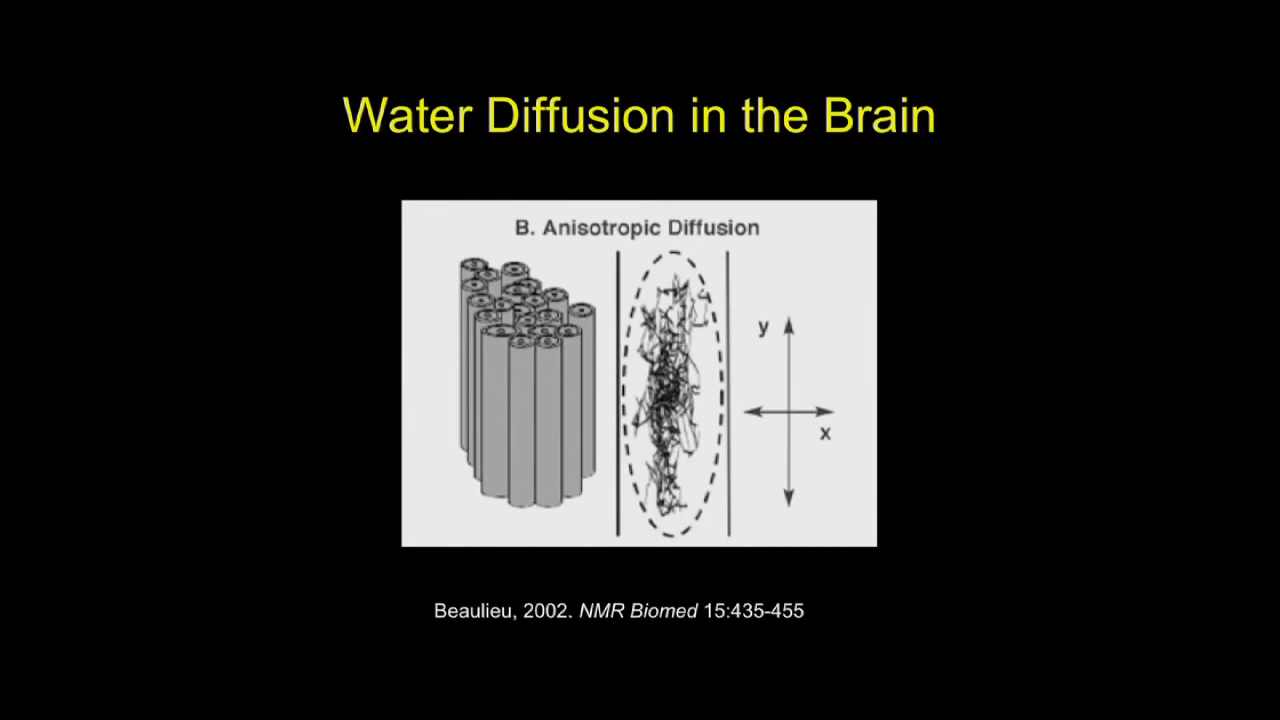 Water Diffusion in the Brain
B. Anisotropic Diffusion
y
x
Beaulieu, 2002. NMR Biomed 15:435-455